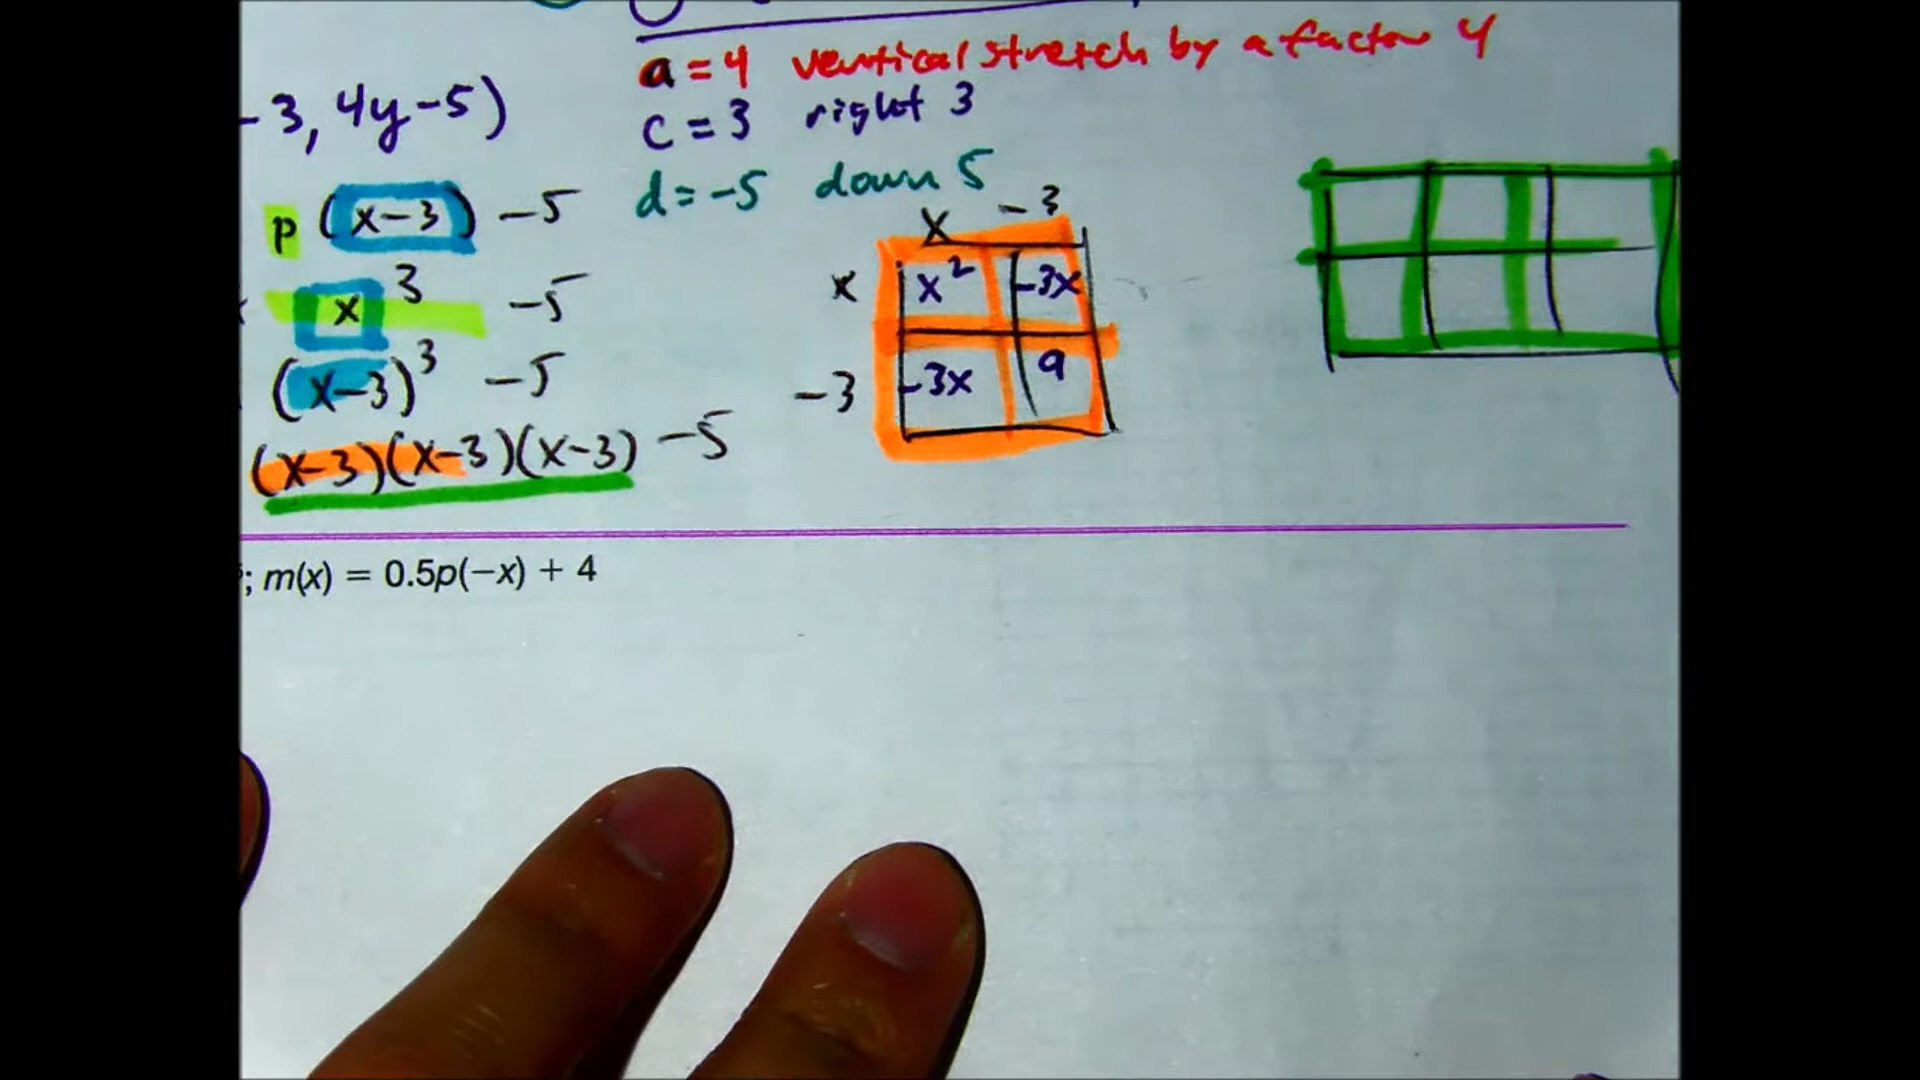 a = 4 vertical stretch by a factor 4
- 3, 4y-5)
c = 3 right 3
d = -5 down 5
p (x-3) -5
x -3
x x² -3x
x 3 -5
-3 -3x 9
(x-3)³ -5
(x-3)(x-3)(x-3) -5
; m(x) = 0.5p(−x) + 4